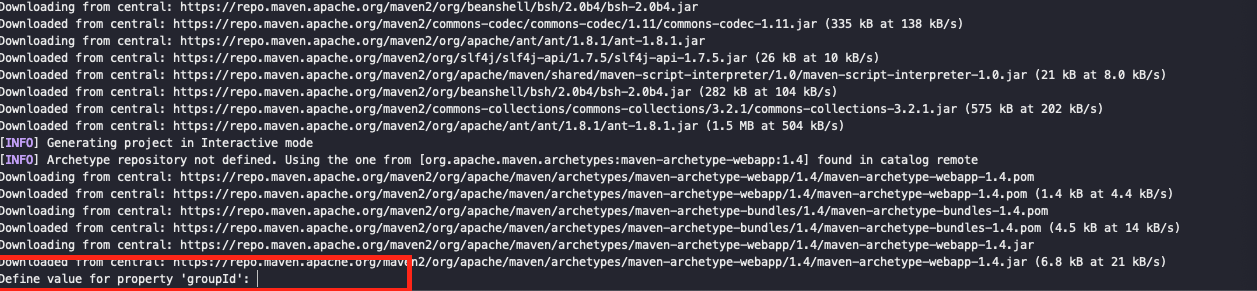 Downloading from central: https://repo.maven.apache.org/maven2/org/beanshell/bsh/2.0b4/bsh-2.0b4.jar
Downloaded from central: https://repo.maven.apache.org/maven2/commons-codec/commons-codec/1.11/commons-codec-1.11.jar (335 kB at 138 kB/s)
Downloading from central: https://repo.maven.apache.org/maven2/org/apache/ant/ant/1.8.1/ant-1.8.1.jar
Downloaded from central: https://repo.maven.apache.org/maven2/org/slf4j/slf4j-api/1.7.5/slf4j-api-1.7.5.jar (26 kB at 10 kB/s)
Downloaded from central: https://repo.maven.apache.org/maven2/org/apache/maven/shared/maven-script-interpreter/1.0/maven-script-interpreter-1.0.jar (21 kB at 8.0 kB/s)
Downloaded from central: https://repo.maven.apache.org/maven2/org/beanshell/bsh/2.0b4/bsh-2.0b4.jar (282 kB at 104 kB/s)
Downloaded from central: https://repo.maven.apache.org/maven2/commons-collections/commons-collections/3.2.1/commons-collections-3.2.1.jar (575 kB at 202 kB/s)
Downloaded from central: https://repo.maven.apache.org/maven2/org/apache/ant/ant/1.8.1/ant-1.8.1.jar (1.5 MB at 504 kB/s)
[INFO] Generating project in Interactive mode
[INFO] Archetype repository not defined. Using the one from [org.apache.maven.archetypes:maven-archetype-webapp:1.4] found in catalog remote
Downloading from central: https://repo.maven.apache.org/maven2/org/apache/maven/archetypes/maven-archetype-webapp/1.4/maven-archetype-webapp-1.4.pom
Downloaded from central: https://repo.maven.apache.org/maven2/org/apache/maven/archetypes/maven-archetype-webapp/1.4/maven-archetype-webapp-1.4.pom (1.4 kB at 4.4 kB/s)
Downloading from central: https://repo.maven.apache.org/maven2/org/apache/maven/archetypes/maven-archetype-bundles/1.4/maven-archetype-bundles-1.4.pom
Downloaded from central: https://repo.maven.apache.org/maven2/org/apache/maven/archetypes/maven-archetype-bundles/1.4/maven-archetype-bundles-1.4.pom (4.5 kB at 14 kB/s)
Downloading from central: https://repo.maven.apache.org/maven2/org/apache/maven/archetypes/maven-archetype-webapp/1.4/maven-archetype-webapp-1.4.jar
Downloaded from central: https://repo.maven.apache.org/maven2/org/apache/maven/archetypes/maven-archetype-webapp/1.4/maven-archetype-webapp-1.4.jar (6.8 kB at 21 kB/s)
Define value for property 'groupId':